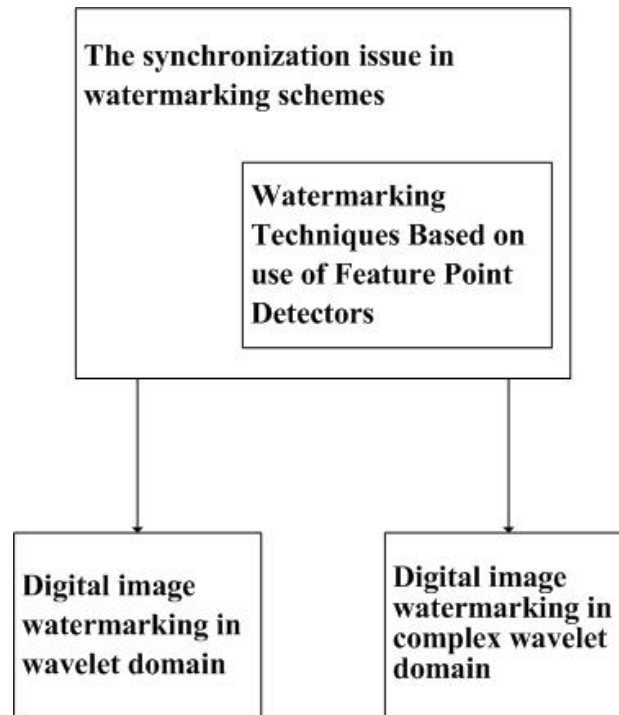 The synchronization issue in
watermarking schemes
Watermarking
Techniques Based on
use of Feature Point
Detectors
Digital image
watermarking in
wavelet domain
Digital image
watermarking in
complex wavelet
domain